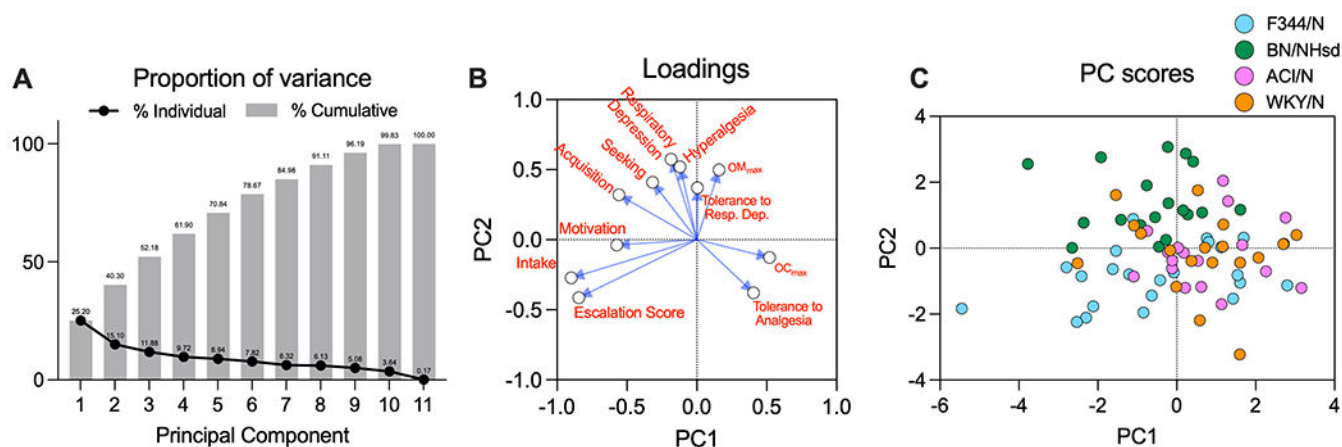 F344/N
BN/NHsd
ACI/N
WKY/N
A
Proportion of variance
% Individual
% Cumulative
100
50
0
25.20
40.30
52.18
61.90
70.84
78.67
84.98
91.11
96.19
99.83
100.00
15.10
11.88
9.72
8.94
7.82
6.32
6.13
5.08
3.64
0.17
1 2 3 4 5 6 7 8 9 10 11
Principal Component
B
Loadings
PC2
1.0
0.5
0.0
-0.5
-1.0
Respiratory
Depression
Hyperalgesia
Seeking
Acquisition
OMmax
Tolerance to
Resp. Dep.
Motivation
Intake
OCmax
Escalation Score
Tolerance to
Analgesia
-1.0 -0.5 0.0 0.5 1.0
PC1
C
PC scores
PC2
4
2
0
-2
-4
-6 -4 -2 0 2 4
PC1